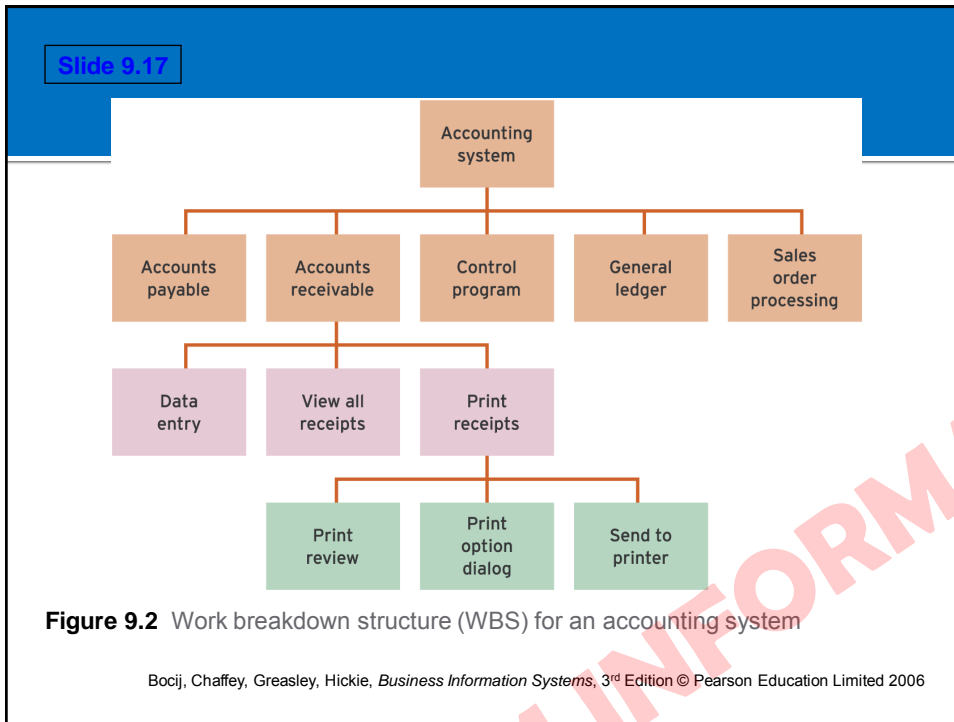 Slide 9.17
Accounting
system
Accounts
payable
Accounts
receivable
Control
program
General
ledger
Sales
order
processing
Data
entry
View all
receipts
Print
receipts
Print
review
Print
option
dialog
Send to
printer
Figure 9.2 Work breakdown structure (WBS) for an accounting system
Bocij, Chaffey, Greasley, Hickie, Business Information Systems, 3rd Edition © Pearson Education Limited 2006